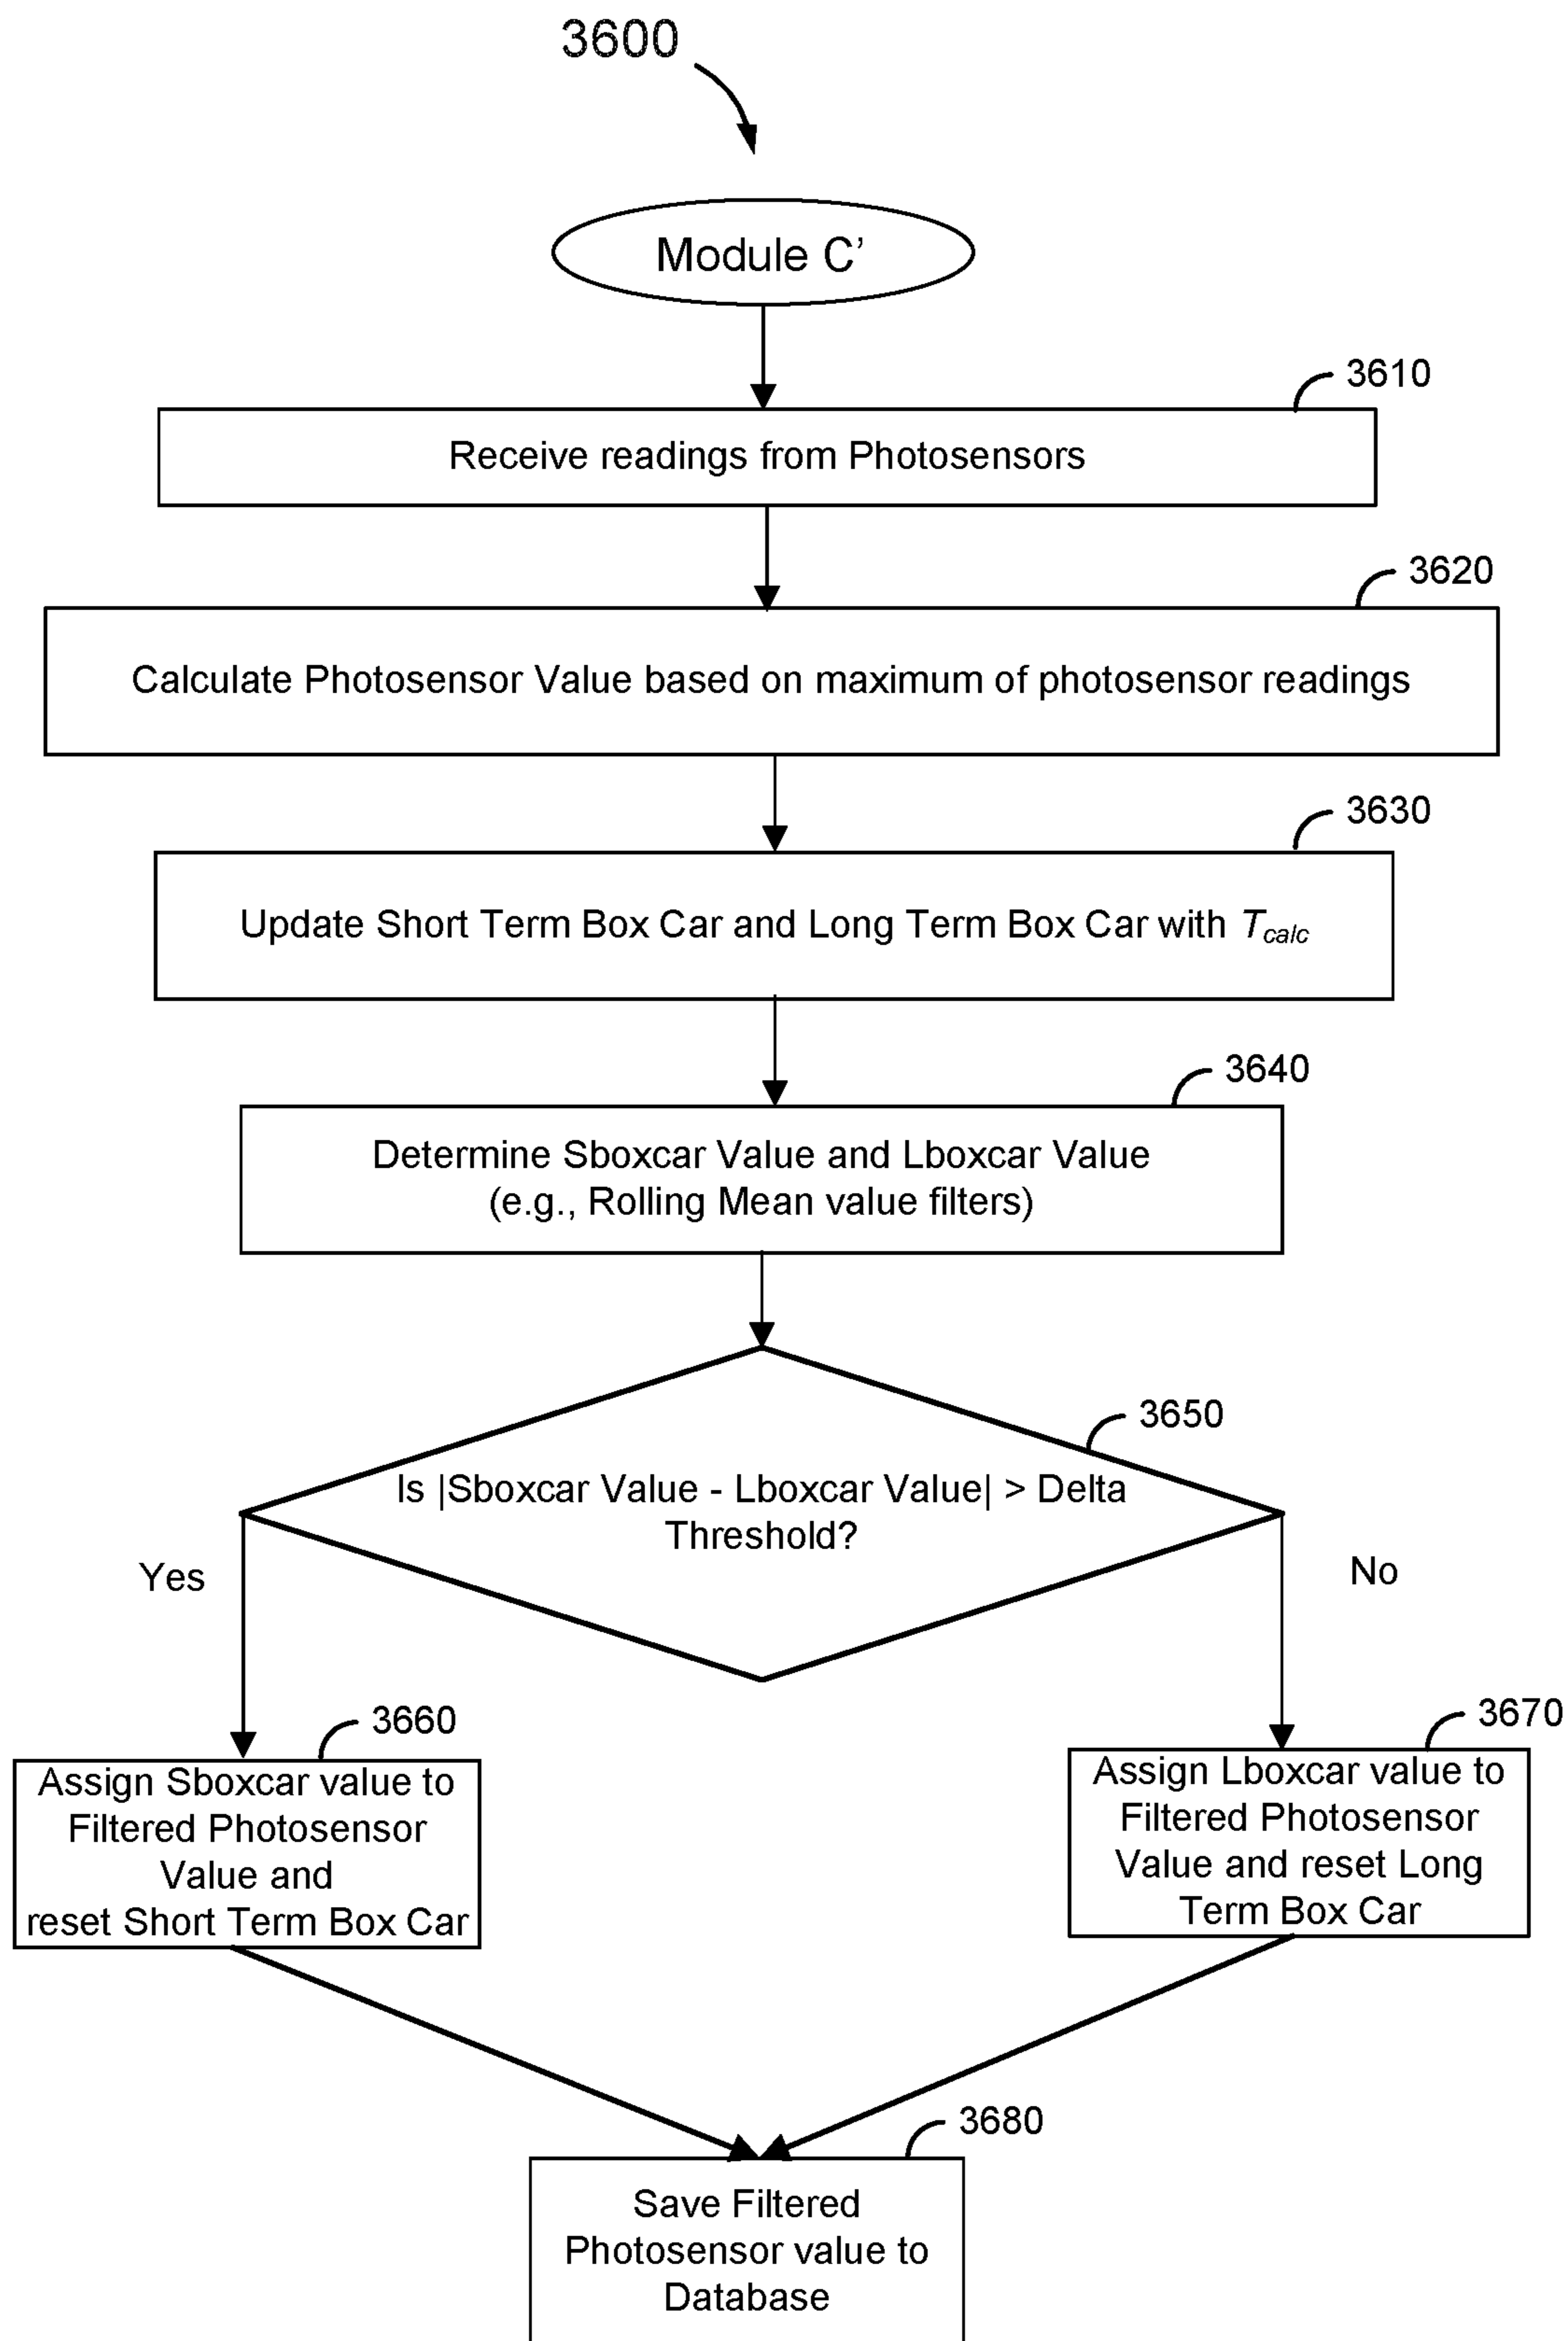 3600
Module C’
3610
Receive readings from Photosensors
3620
Calculate Photosensor Value based on maximum of photosensor readings
3630
Update Short Term Box Car and Long Term Box Car with Tcalc
3640
Determine Sboxcar Value and Lboxcar Value
(e.g., Rolling Mean value filters)
3650
Is |Sboxcar Value - Lboxcar Value| > Delta
Threshold?
Yes
No
3660
Assign Sboxcar value to
Filtered Photosensor
Value and
reset Short Term Box Car
3670
Assign Lboxcar value to
Filtered Photosensor
Value and reset Long
Term Box Car
3680
Save Filtered
Photosensor value to
Database